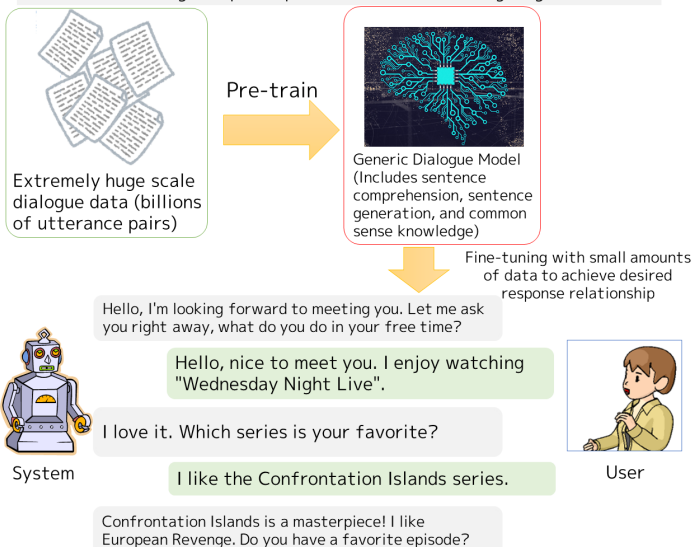 Pre-train
Extremely huge scale
dialogue data (billions
of utterance pairs)
Generic Dialogue Model
(Includes sentence
comprehension, sentence
generation, and common
sense knowledge)
Fine-tuning with small amounts
of data to achieve desired
response relationship
Hello, I'm looking forward to meeting you. Let me ask
you right away, what do you do in your free time?
Hello, nice to meet you. I enjoy watching
"Wednesday Night Live".
I love it. Which series is your favorite?
System
User
I like the Confrontation Islands series.
Confrontation Islands is a masterpiece! I like
European Revenge. Do you have a favorite episode?